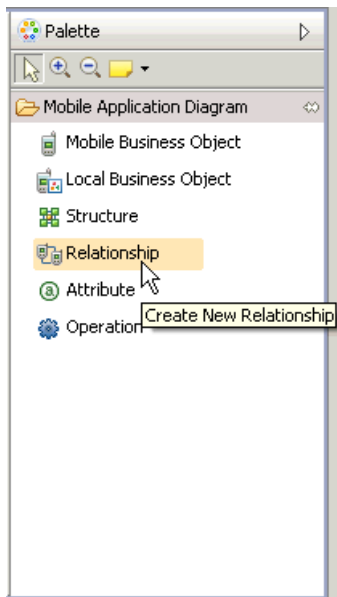 Palette
Mobile Application Diagram
Mobile Business Object
Local Business Object
Structure
Relationship
Attribute
Create New Relationship
Operation